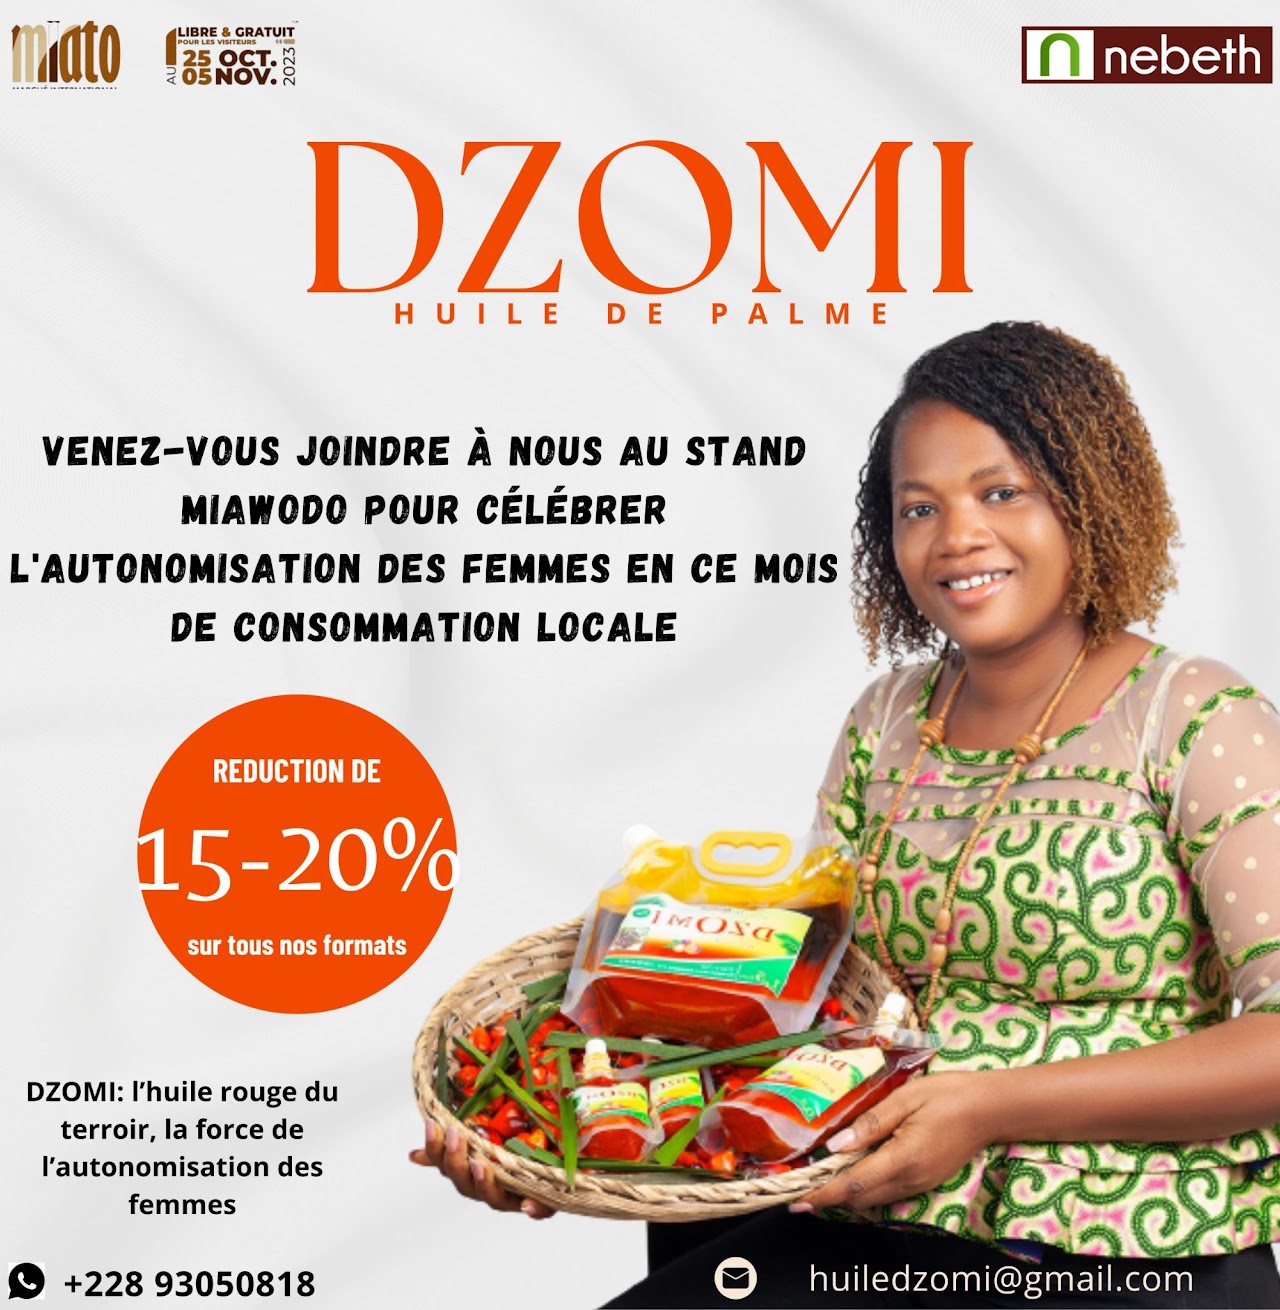 miato
LIBRE & GRATUIT
POUR LES VISITEURS
25 OCT.
AU 05 NOV. 2023
nebeth
DZOMI
HUILE DE PALME
VENEZ-VOUS JOINDRE À NOUS AU STAND
MIAWODO POUR CÉLÉBRER
L'AUTONOMISATION DES FEMMES EN CE MOIS
DE CONSOMMATION LOCALE
REDUCTION DE
15-20%
sur tous nos formats
DZOMI
DZOMI
DZOMI: l’huile rouge du
terroir, la force de
l’autonomisation des
femmes
+228 93050818
huiledzomi@gmail.com